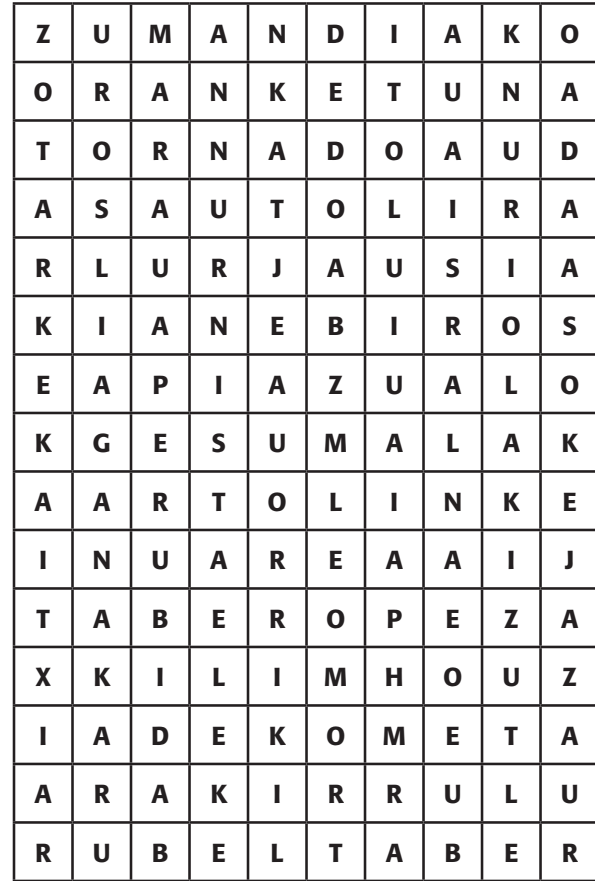 Z U M A N D I A K O
O R A N K E T U N A
T O R N A D O A U D
A S A U T O L I R A
R L U R J A U S I A
K I A N E B I R O S
E A P I A Z U A L O
K G E S U M A L A K
A A R T O L I N K E
I N U A R E A A I J
T A B E R O P E Z A
X K I L I M H O U Z
I A D E K O M E T A
A R A K I R R U L U
R U B E L T A B E R